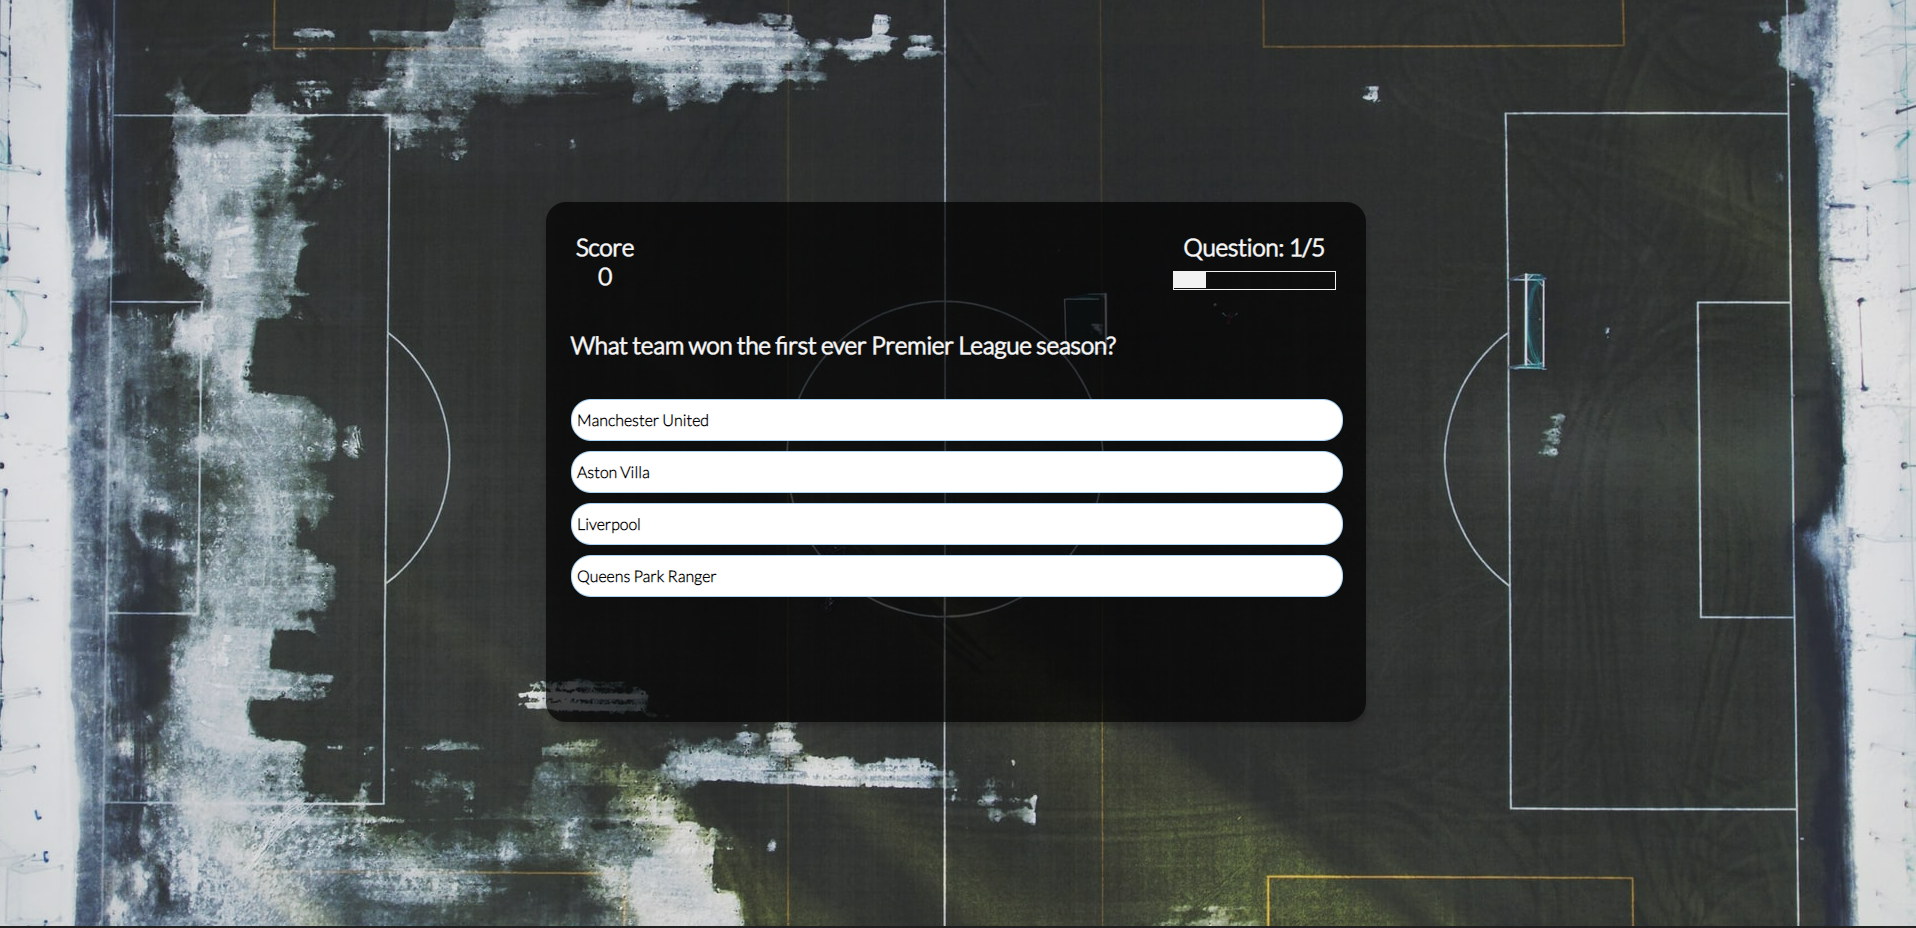 Score
0
Question: 1/5
What team won the first ever Premier League season?
Manchester United
Aston Villa
Liverpool
Queens Park Ranger